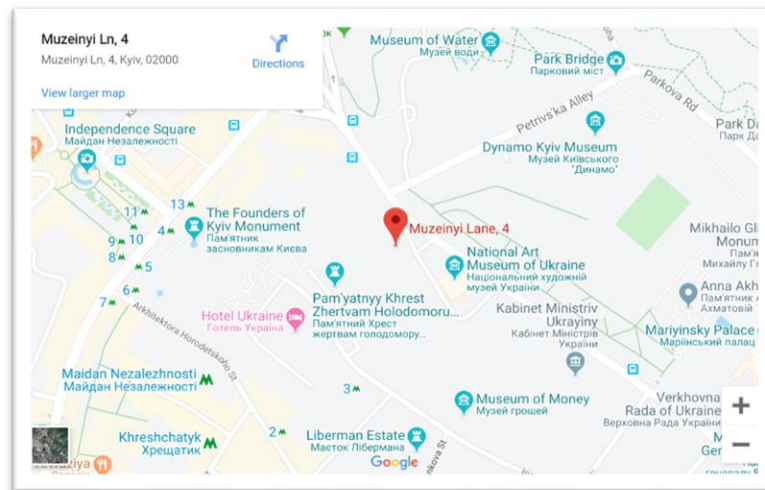 Muzeinyi Ln, 4
Muzeinyi Ln, 4, Kyiv, 02000
Directions
View larger map
Museum of Water
Музей води
Park Bridge
Парковий міст
Parkova Rd
Petrivs'ka Alley
Independence Square
Майдан Незалежності
Dynamo Kyiv Museum
Музей Київського
"Динамо"
Park Da
Парк Да
13
11
4
10
9
8
5
6
7
The Founders of
Kyiv Monument
Пам'ятник
засновникам Києва
Muzeinyi Lane, 4
National Art
Museum of Ukraine
Національний художній
музей України
Mikhailo Gli
Monum
Пам'я
Михайлу Гл
Pam'yatnyy Khrest
Zhertvam Holodomoru...
Пам'ятний Хрест
жертвам голодомору...
Anna Akh
Пам'ятник А
Ахматовій
Hotel Ukraine
Готель Україна
Arkhitektora Horodets'koho St
Kabinet Ministriv
Ukrayiny
Кабінет Міністрів
України
Mariyinsky Palace
Маріїнський палац
Maidan Nezalezhnosti
Майдан Незалежності
3
Museum of Money
Музей грошей
Verkhovna
Rada of Ukraine
Верховна Рада України
Khreshchatyk
Хрещатик
2
Liberman Estate
Маєток Лібермана
nkova St
Google